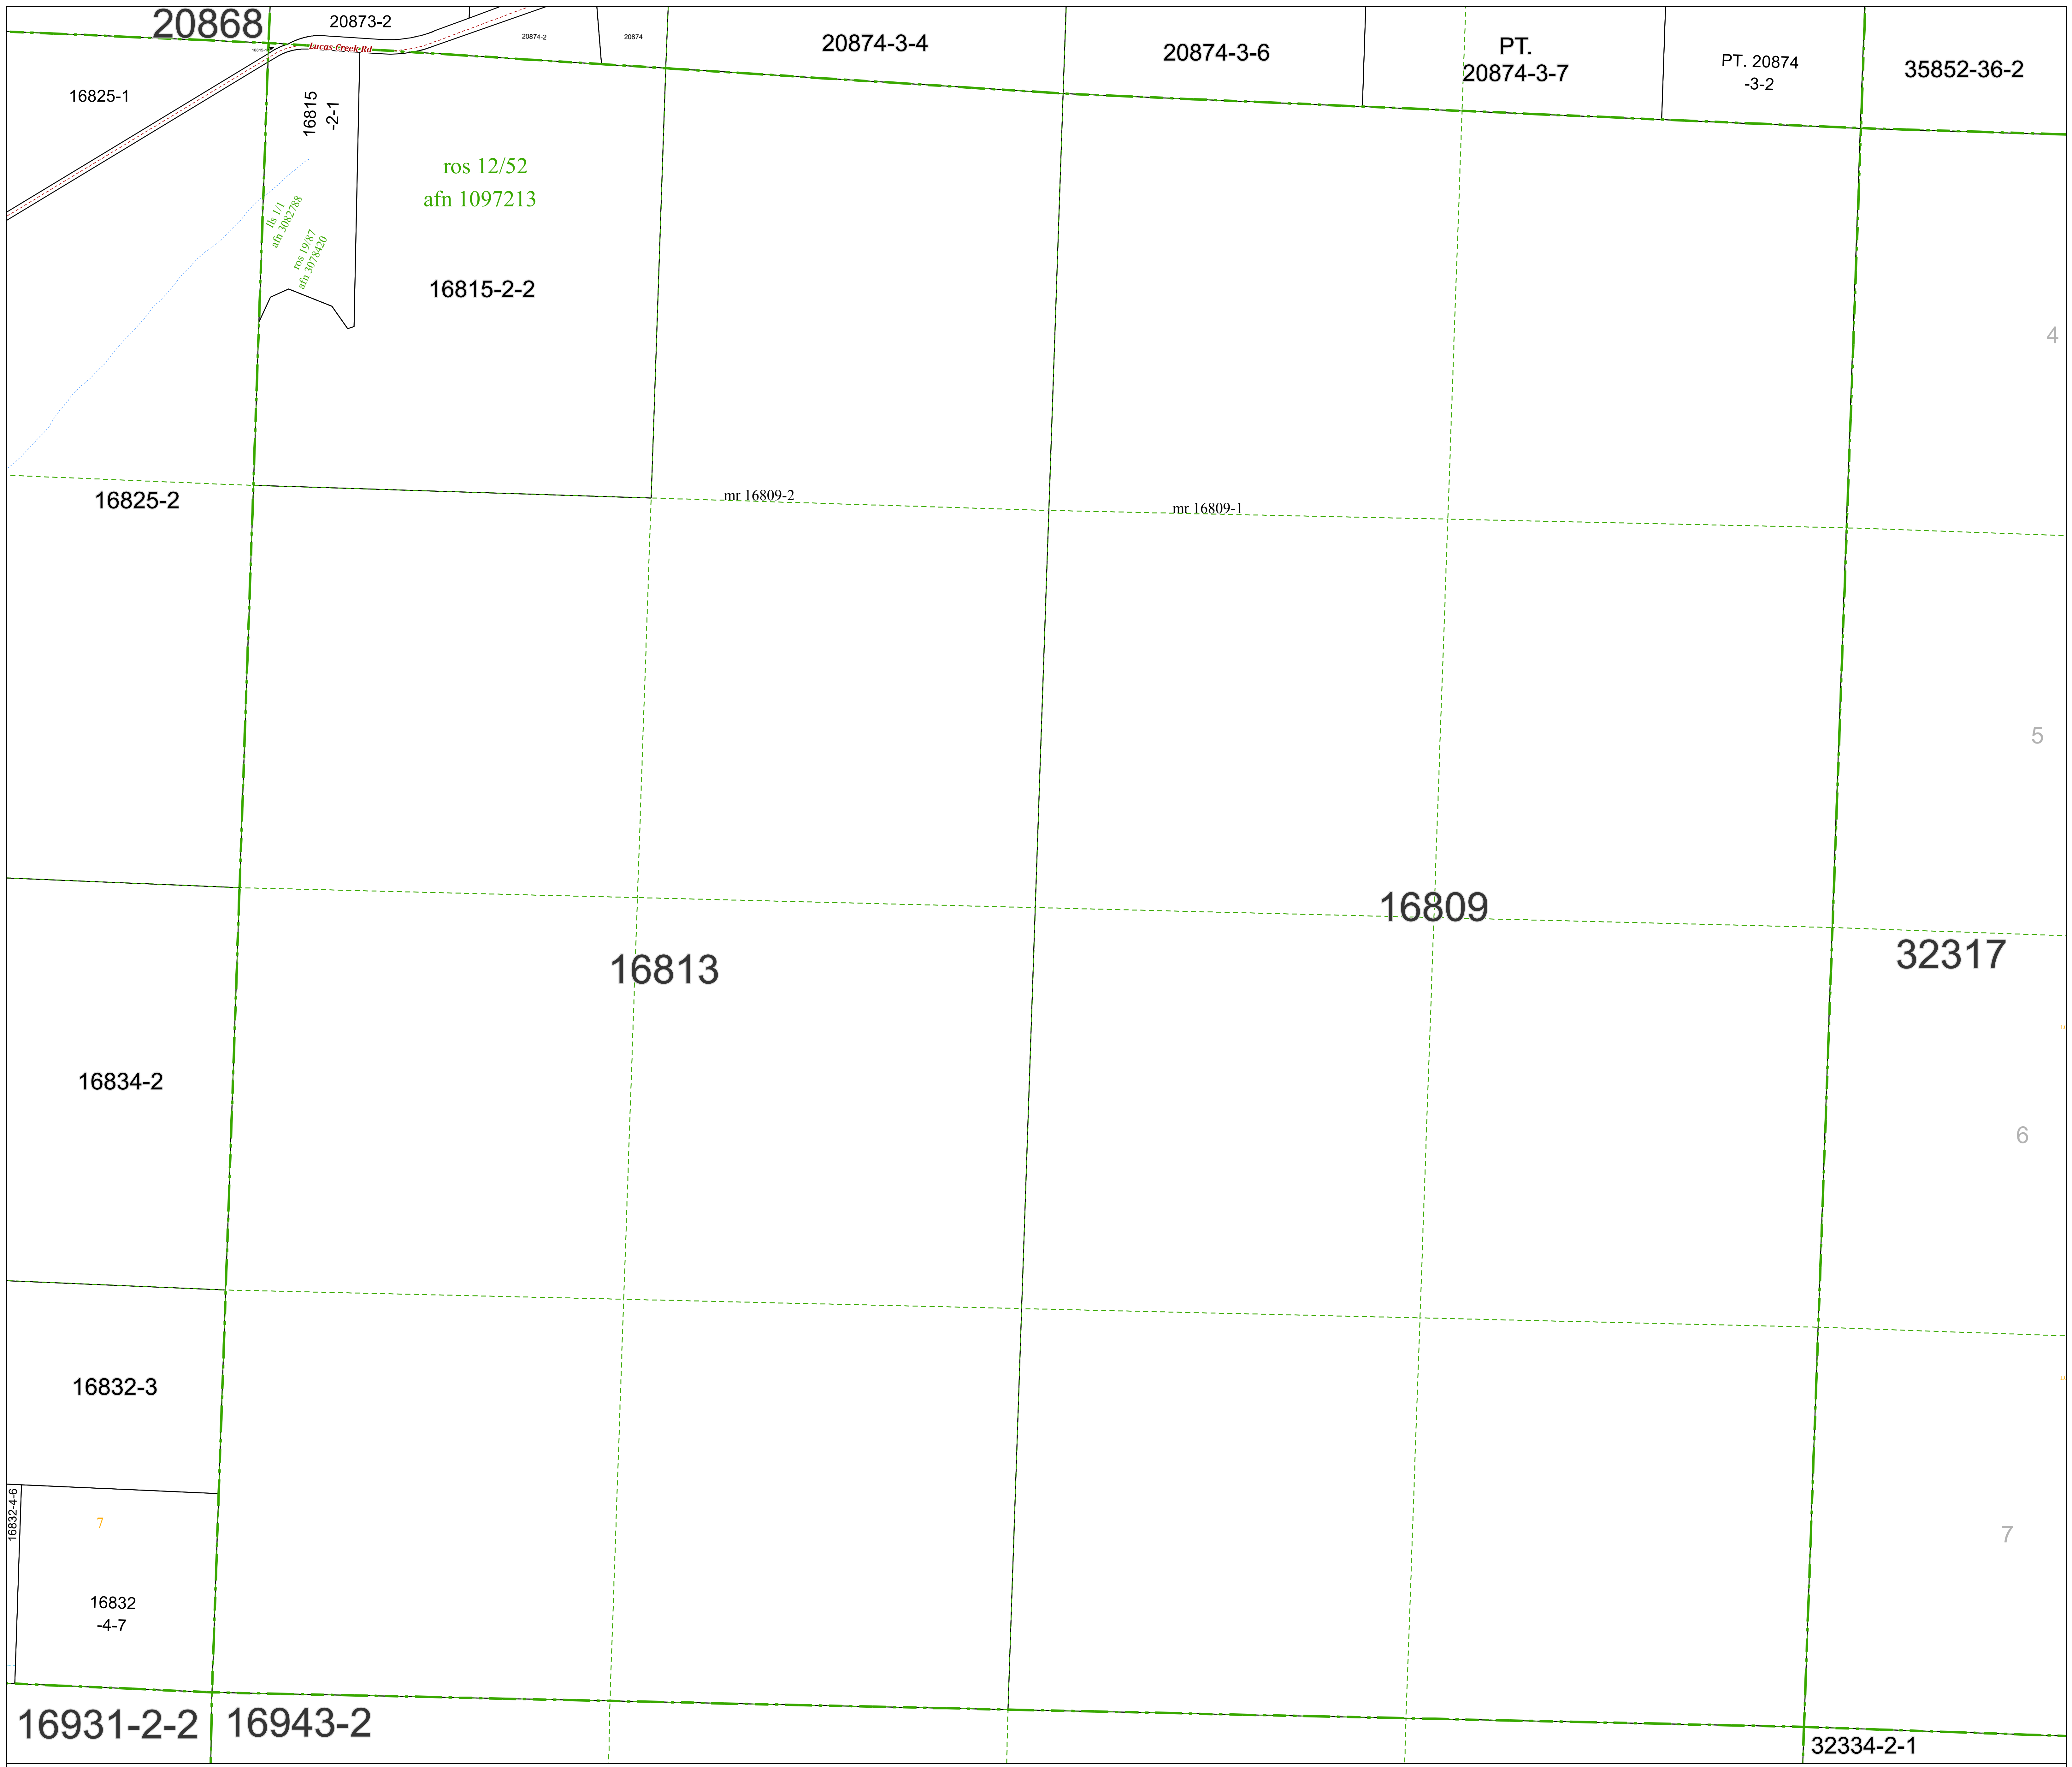 20868
20873-2
20874-2
20874
20874-3-4
20874-3-6
PT.
20874-3-7
PT. 20874
-3-2
35852-36-2
Lucas Creek Rd
16825-1
16815
-2-1
ros 12/52
afn 1097213
lls 1/1
afn 3082788
ros 19/87
afn 3078420
16815-2-2
4
16825-2
mr 16809-2
mr 16809-1
5
16809
32317
16813
16834-2
6
16832-3
16832-4-6
7
7
16832
-4-7
16931-2-2
16943-2
32334-2-1